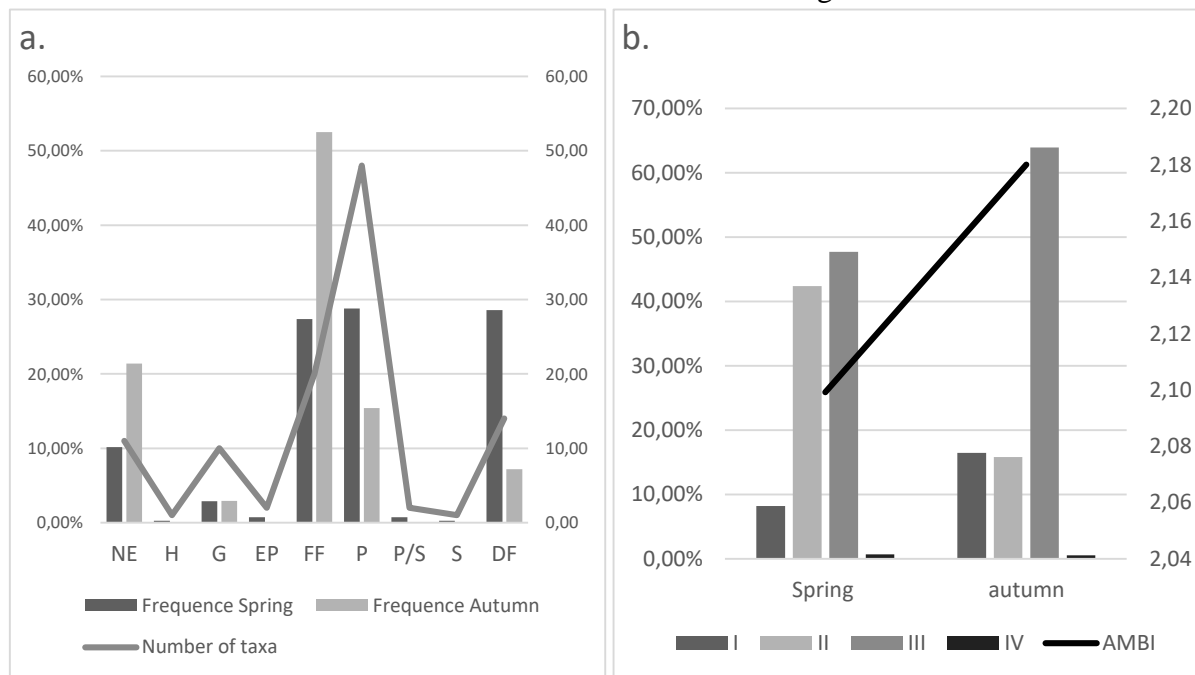 a.
60,00% 60,00
50,00% 50,00
40,00% 40,00
30,00% 30,00
20,00% 20,00
10,00% 10,00
0,00% 0,00
NE H G EP FF P P/S S DF
Frequence Spring Frequence Autumn
Number of taxa
b.
70,00% 2,20
60,00% 2,18
50,00% 2,16
40,00% 2,14
30,00% 2,12
20,00% 2,10
10,00% 2,08
0,00% 2,06
2,04
Spring autumn
I II III IV AMBI